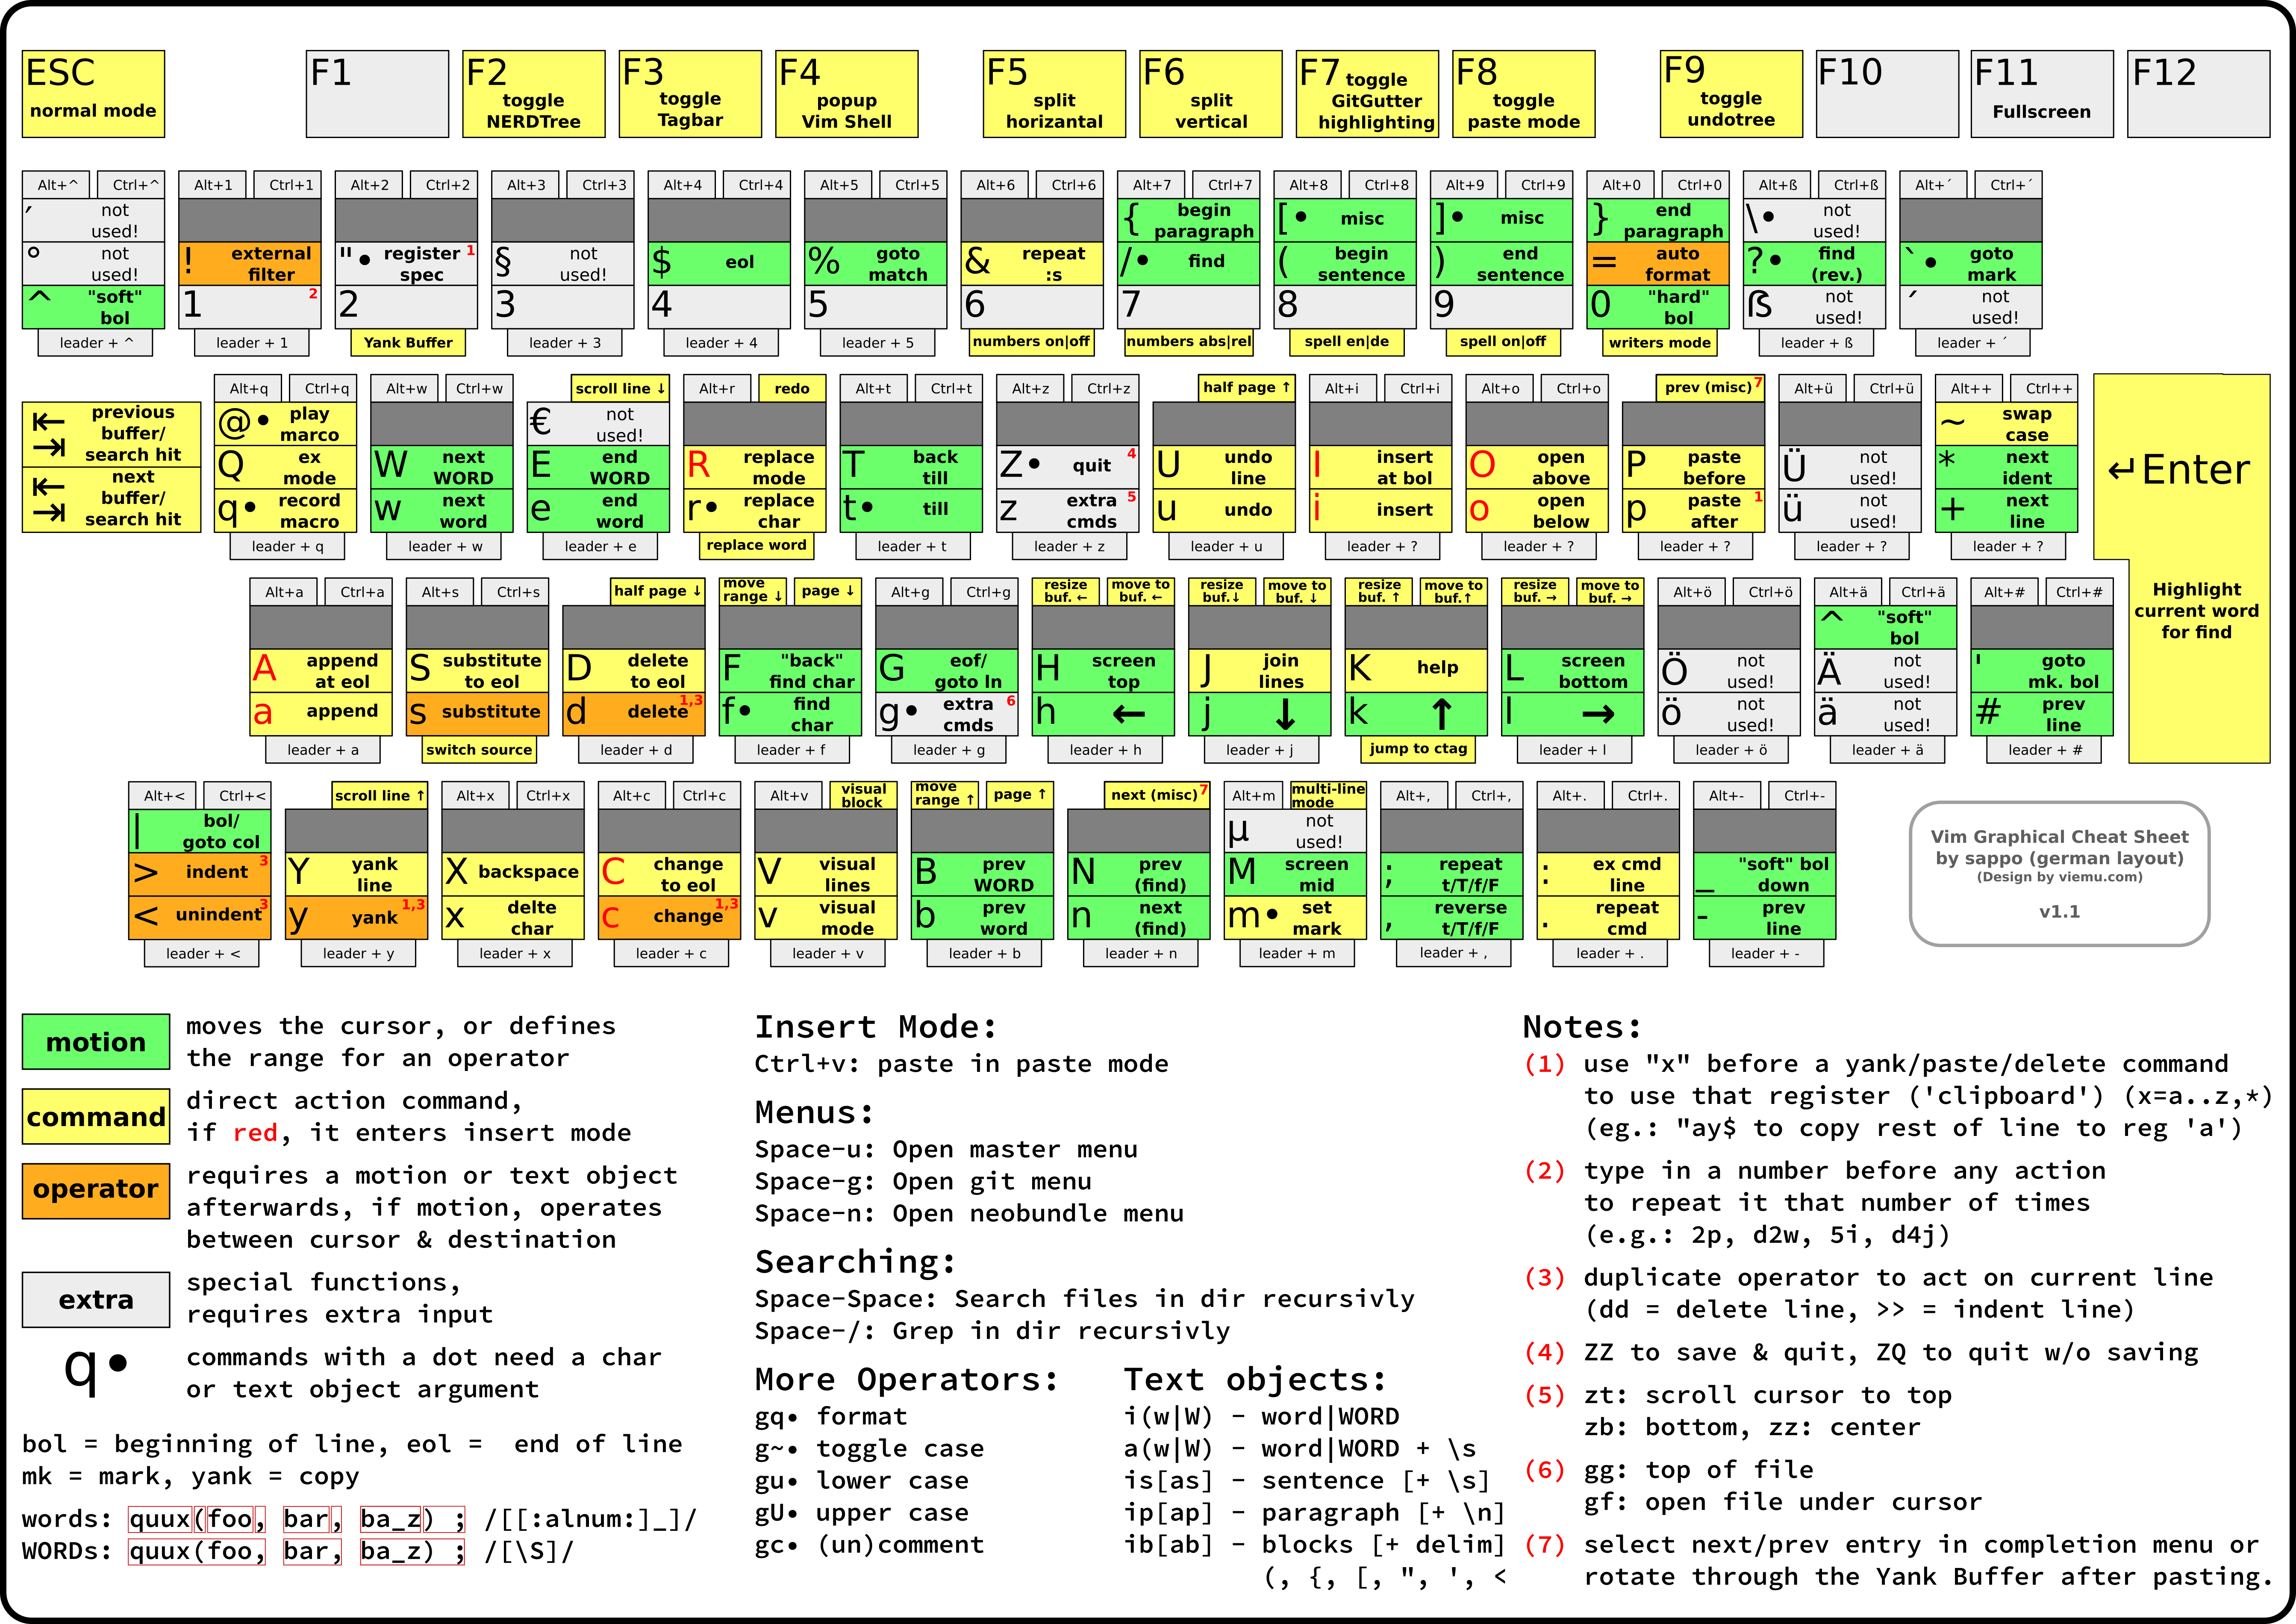 ESC
normal mode
F1
F2
toggle
NERDTree
F3
toggle
Tagbar
F4
popup
Vim Shell
F5
split
horizantal
F6
split
vertical
F7 toggle
GitGutter
highlighting
F8
toggle
paste mode
F9
toggle
undotree
F10
F11
Fullscreen
F12
Alt+^ Ctrl+^
′ not
used!
° not
used!
^ "soft"
bol
leader + ^
Alt+1 Ctrl+1
! external
filter
1 2
leader + 1
Alt+2 Ctrl+2
"• register 1
spec
2
Yank Buffer
Alt+3 Ctrl+3
§ not
used!
3
leader + 3
Alt+4 Ctrl+4
$ eol
4
leader + 4
Alt+5 Ctrl+5
% goto
match
5
leader + 5
Alt+6 Ctrl+6
& repeat
:s
6
numbers on|off
Alt+7 Ctrl+7
{ begin
paragraph
/• find
7
numbers abs|rel
Alt+8 Ctrl+8
[• misc
( begin
sentence
8
spell en|de
Alt+9 Ctrl+9
]• misc
) end
sentence
9
spell on|off
Alt+0 Ctrl+0
} end
paragraph
= auto
format
0 "hard"
bol
writers mode
Alt+ß Ctrl+ß
\• not
used!
?• find
(rev.)
ß not
used!
leader + ß
Alt+´ Ctrl+´
`• goto
mark
´ not
used!
leader + ´
⇤ previous
⇥ buffer/
search hit
⇤ next
⇥ buffer/
search hit
Alt+q Ctrl+q
@• play
marco
Q ex
mode
q• record
macro
leader + q
Alt+w Ctrl+w
W next
WORD
w next
word
leader + w
scroll line ↓
€ not
used!
E end
WORD
e end
word
leader + e
Alt+r redo
R replace
mode
r• replace
char
replace word
Alt+t Ctrl+t
T back
till
t• till
leader + t
Alt+z Ctrl+z
Z• quit 4
z extra 5
cmds
leader + z
half page ↑
U undo
line
u undo
leader + u
Alt+i Ctrl+i
I insert
at bol
i insert
leader + ?
Alt+o Ctrl+o
O open
above
o open
below
leader + ?
prev (misc) 7
P paste
before
p paste 1
after
leader + ?
Alt+ü Ctrl+ü
Ü not
used!
ü not
used!
leader + ?
Alt++ Ctrl++
~ swap
case
* next
ident
+ next
line
leader + ?
↵Enter
Highlight
current word
for find
Alt+a Ctrl+a
A append
at eol
a append
leader + a
Alt+s Ctrl+s
S substitute
to eol
s substitute
switch source
half page ↓
D delete
to eol
d delete 1,3
leader + d
move
range ↓ page ↓
F "back"
find char
f• find
char
leader + f
Alt+g Ctrl+g
G eof/
goto ln
g• extra 6
cmds
leader + g
resize move to
buf. ← buf. ←
H screen
top
h ←
leader + h
resize move to
buf.↓ buf. ↓
J join
lines
j ↓
leader + j
resize move to
buf. ↑ buf.↑
K help
k ↑
jump to ctag
resize move to
buf. → buf. →
L screen
bottom
l →
leader + l
Alt+ö Ctrl+ö
Ö not
used!
ö not
used!
leader + ö
Alt+ä Ctrl+ä
^ "soft"
bol
Ä not
used!
ä not
used!
leader + ä
Alt+# Ctrl+#
' goto
mk. bol
# prev
line
leader + #
Alt+< Ctrl+<
| bol/
goto col
> indent 3
< unindent 3
leader + <
scroll line ↑
Y yank
line
y yank 1,3
leader + y
Alt+x Ctrl+x
X backspace
x delte
char
leader + x
Alt+c Ctrl+c
C change
to eol
c change 1,3
leader + c
Alt+v visual
block
V visual
lines
v visual
mode
leader + v
move
range ↑ page ↑
B prev
WORD
b prev
word
leader + b
next (misc) 7
N prev
(find)
n next
(find)
leader + n
Alt+m multi-line
mode
µ not
used!
M screen
mid
m• set
mark
leader + m
Alt+, Ctrl+,
; repeat
t/T/f/F
, reverse
t/T/f/F
leader + ,
Alt+. Ctrl+.
: ex cmd
line
. repeat
cmd
leader + .
Alt+- Ctrl+-
_ "soft" bol
down
- prev
line
leader + -
Vim Graphical Cheat Sheet
by sappo (german layout)
(Design by viemu.com)
v1.1
motion
moves the cursor, or defines
the range for an operator
command
direct action command,
if red, it enters insert mode
operator
requires a motion or text object
afterwards, if motion, operates
between cursor & destination
extra
special functions,
requires extra input
q•
commands with a dot need a char
or text object argument
bol = beginning of line, eol =  end of line
mk = mark, yank = copy
words: quux(foo, bar, ba_z) ; /[[:alnum:]_]/
WORDs: quux(foo, bar, ba_z) ; /[\S]/
Insert Mode:
Ctrl+v: paste in paste mode
Menus:
Space-u: Open master menu
Space-g: Open git menu
Space-n: Open neobundle menu
Searching:
Space-Space: Search files in dir recursivly
Space-/: Grep in dir recursivly
More Operators:
gq• format
g~• toggle case
gu• lower case
gU• upper case
gc• (un)comment
Text objects:
i(w|W) - word|WORD
a(w|W) - word|WORD + \s
is[as] - sentence [+ \s]
ip[ap] - paragraph [+ \n]
ib[ab] - blocks [+ delim]
(, {, [, ", ', <
Notes:
(1) use "x" before a yank/paste/delete command
to use that register ('clipboard') (x=a..z,*)
(eg.: "ay$ to copy rest of line to reg 'a')
(2) type in a number before any action
to repeat it that number of times
(e.g.: 2p, d2w, 5i, d4j)
(3) duplicate operator to act on current line
(dd = delete line, >> = indent line)
(4) ZZ to save & quit, ZQ to quit w/o saving
(5) zt: scroll cursor to top
zb: bottom, zz: center
(6) gg: top of file
gf: open file under cursor
(7) select next/prev entry in completion menu or
rotate through the Yank Buffer after pasting.